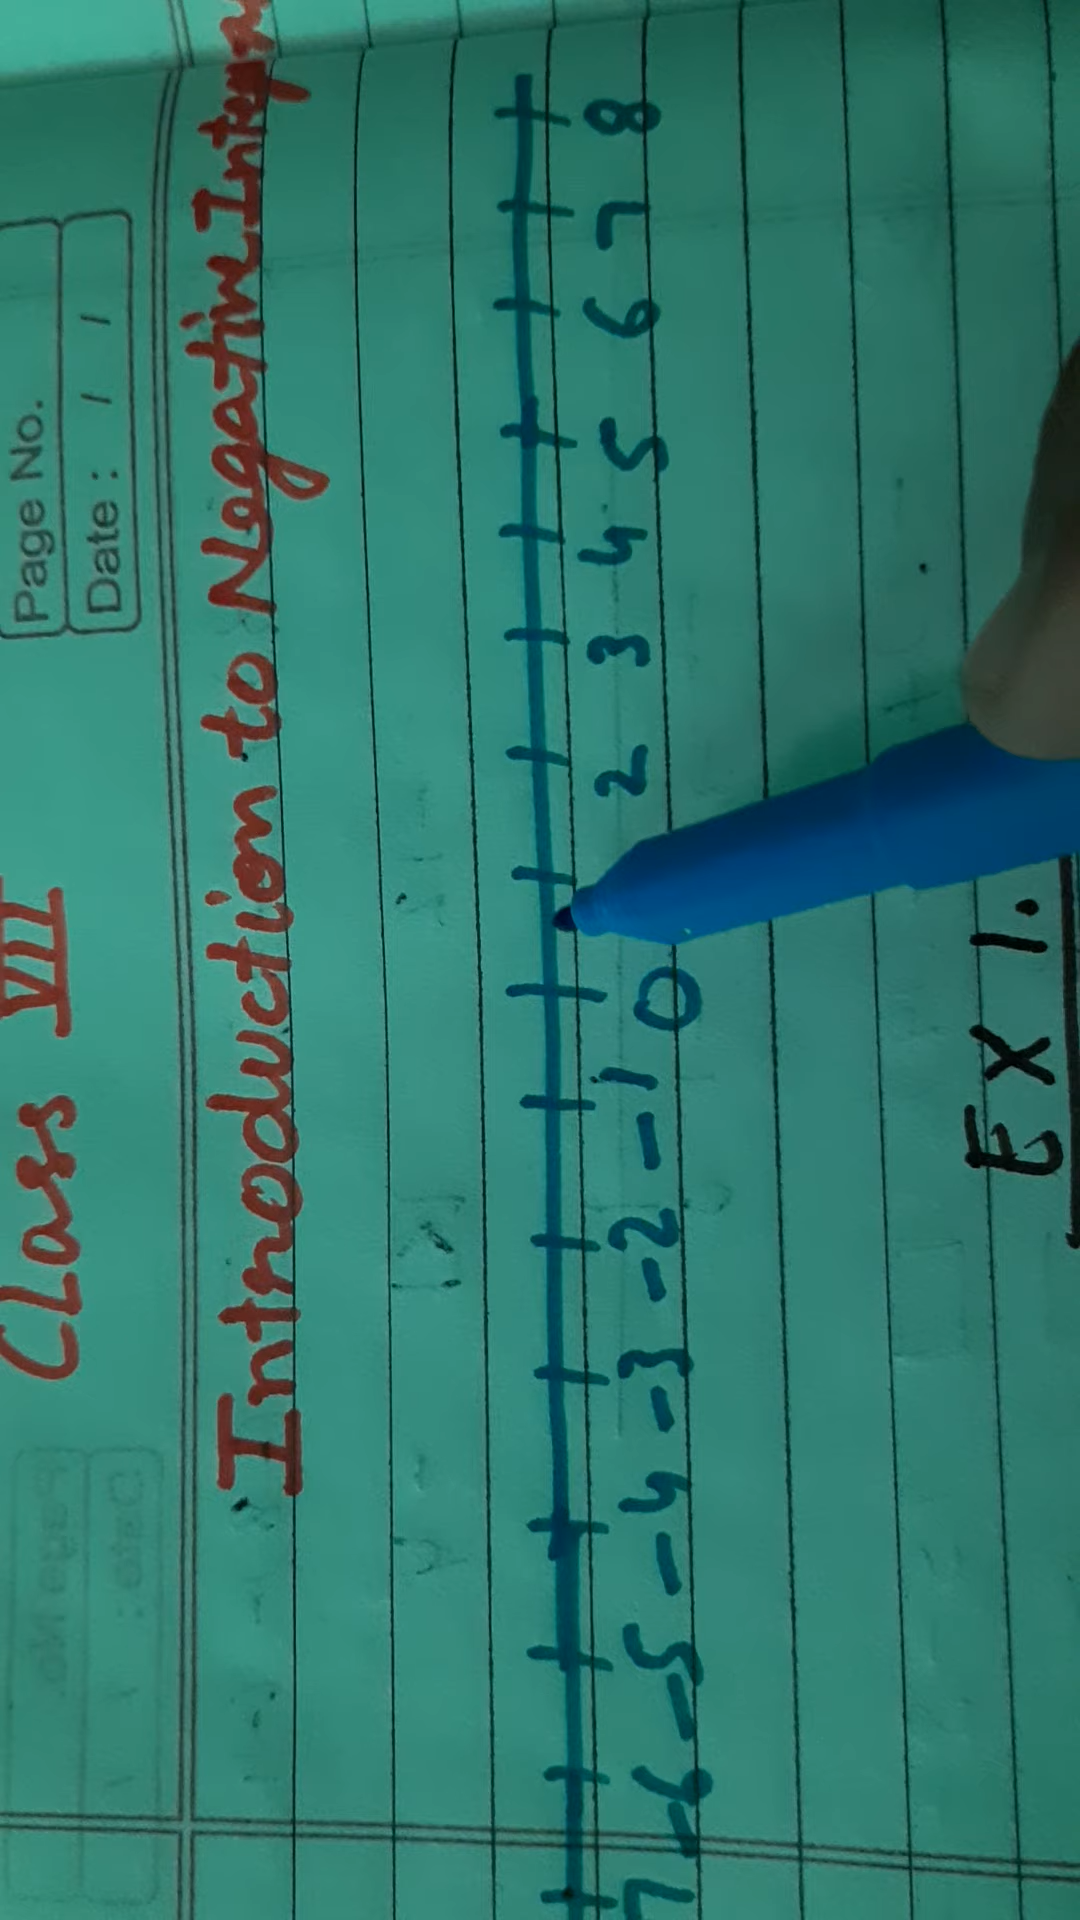 Page No.
Date : / /
Class VII
Introduction to Negative Integ
-7 -6 -5 -4 -3 -2 -1 0 2 3 4 5 6 7 8
EX 1.